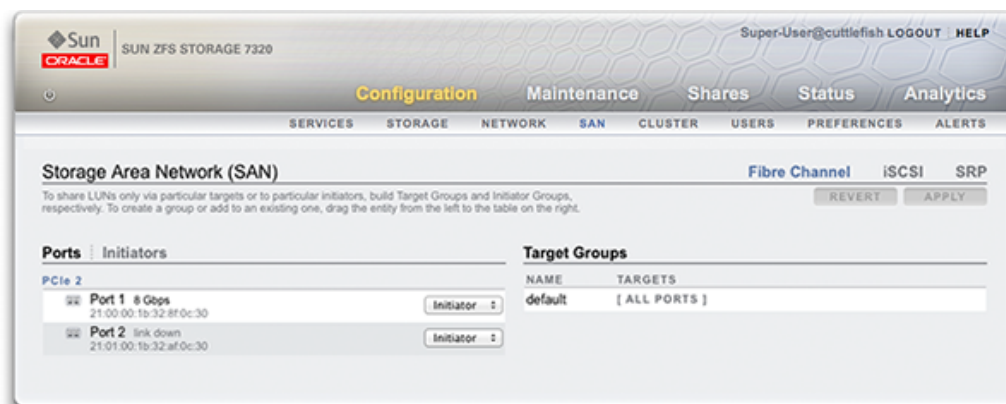 Sun
ORACLE
SUN ZFS STORAGE 7320
Super-User@cuttlefish LOGOUT HELP
Configuration Maintenance Shares Status Analytics
SERVICES STORAGE NETWORK SAN CLUSTER USERS PREFERENCES ALERTS
Storage Area Network (SAN)
Fibre Channel iSCSI SRP
To share LUNs only via particular targets or to particular initiators, build Target Groups and Initiator Groups,
respectively. To create a group or add to an existing one, drag the entity from the left to the table on the right.
REVERT APPLY
Ports Initiators
PCIe 2
Port 1 8 Gbps
21:00:00:1b:32:8f:0c:30
Initiator
Port 2 link down
21:01:00:1b:32:af:0c:30
Initiator
Target Groups
NAME TARGETS
default [ ALL PORTS ]